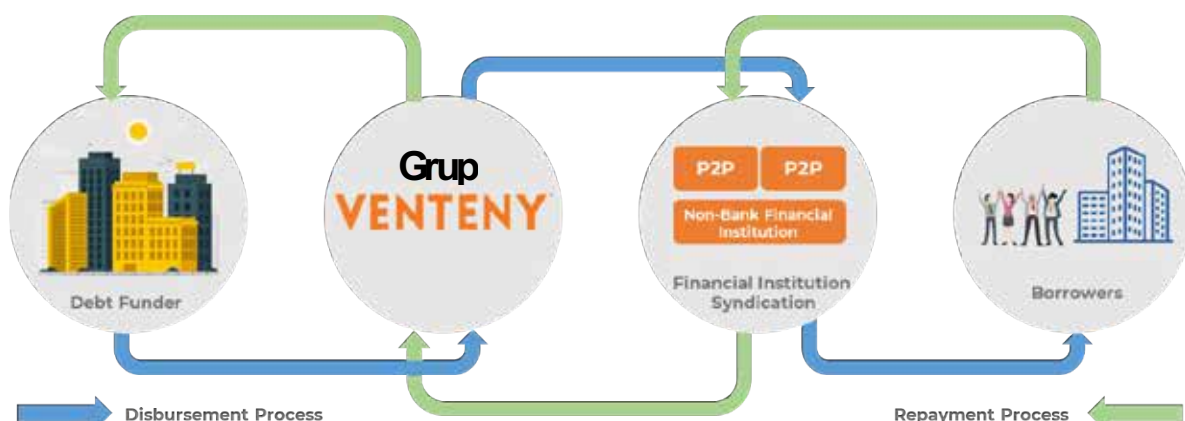 Grup
VENTENY
P2P
P2P
Non-Bank Financial
Institution
Financial Institution
Syndication
Debt Funder
Borrowers
Disbursement Process
Repayment Process